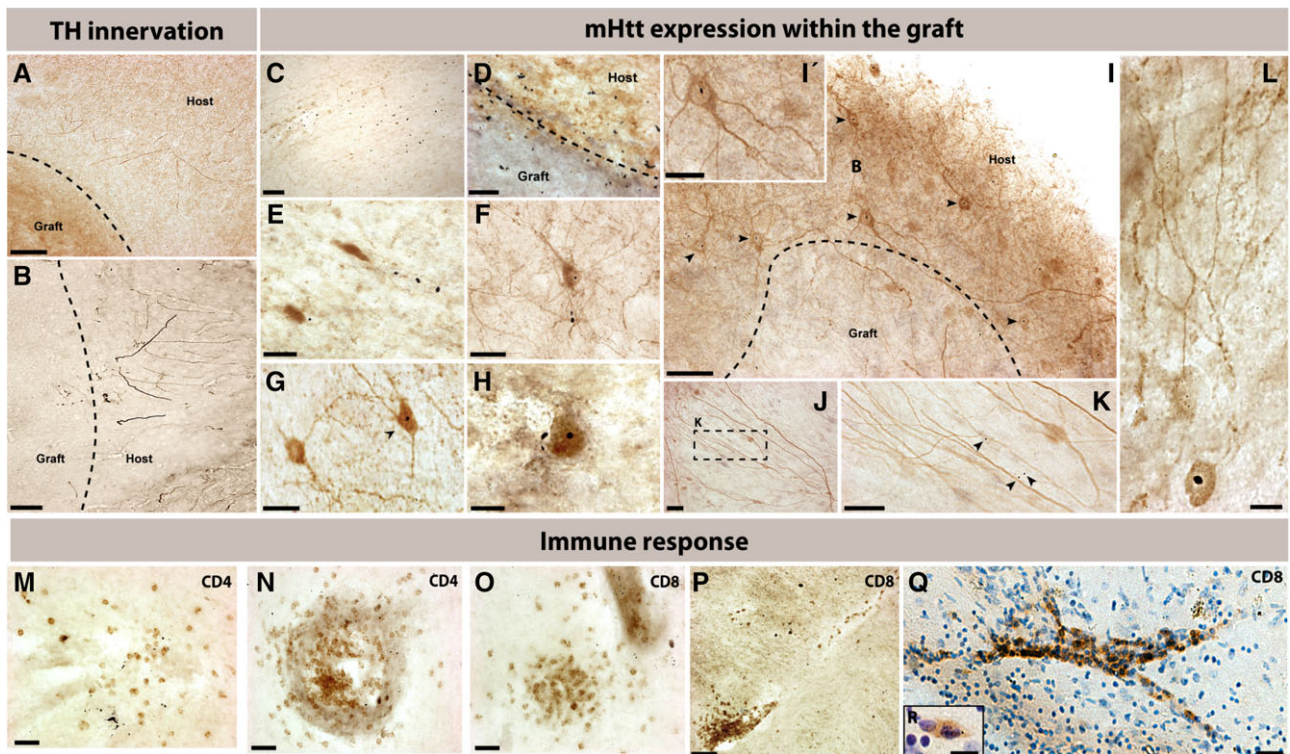 TH innervation
mHtt expression within the graft
A
Host
Graft
B
Graft
Host
C
D
Host
Graft
E
F
G
H
I´
I
B
Host
Graft
J
K
K
L
Immune response
M
CD4
N
CD4
O
CD8
P
CD8
Q
CD8
R